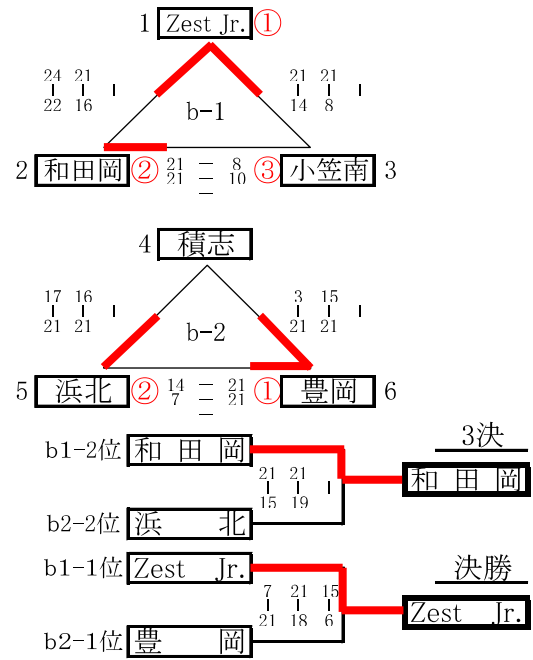 1 Zest Jr. ①
24 21
22 16
21 21
14 8
b-1
2 和田岡 ② 21 — 8 ③ 小笠南 3
21 — 10
—
4 積志
17 16
21 21
3 15
21 21
b-2
5 浜北 ② 14 — 21 ① 豊岡 6
7 — 21
—
3決
b1-2位 和田岡
21 21
15 19
和田岡
b2-2位 浜北
決勝
b1-1位 Zest Jr.
7 21 15
21 18 6
Zest Jr.
b2-1位 豊岡